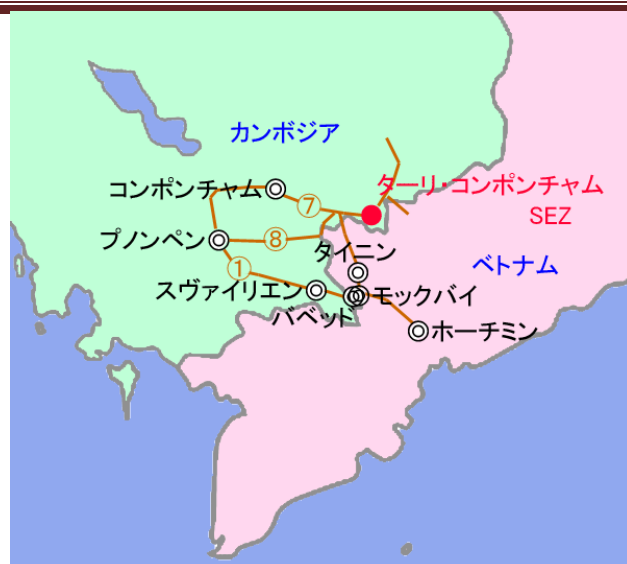 カンボジア
コンポンチャム
⑦
ターリ・コンポンチャム
SEZ
プノンペン
⑧
タイニン
ベトナム
①
スヴァイリエン
モックバイ
バベッド
ホーチミン